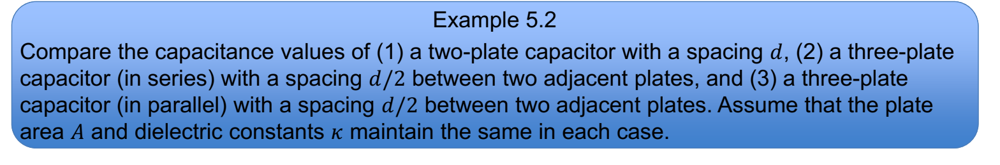 Example 5.2
Compare the capacitance values of (1) a two-plate capacitor with a spacing 𝑑, (2) a three-plate
capacitor (in series) with a spacing 𝑑/2 between two adjacent plates, and (3) a three-plate
capacitor (in parallel) with a spacing 𝑑/2 between two adjacent plates. Assume that the plate
area 𝐴 and dielectric constants 𝜅 maintain the same in each case.